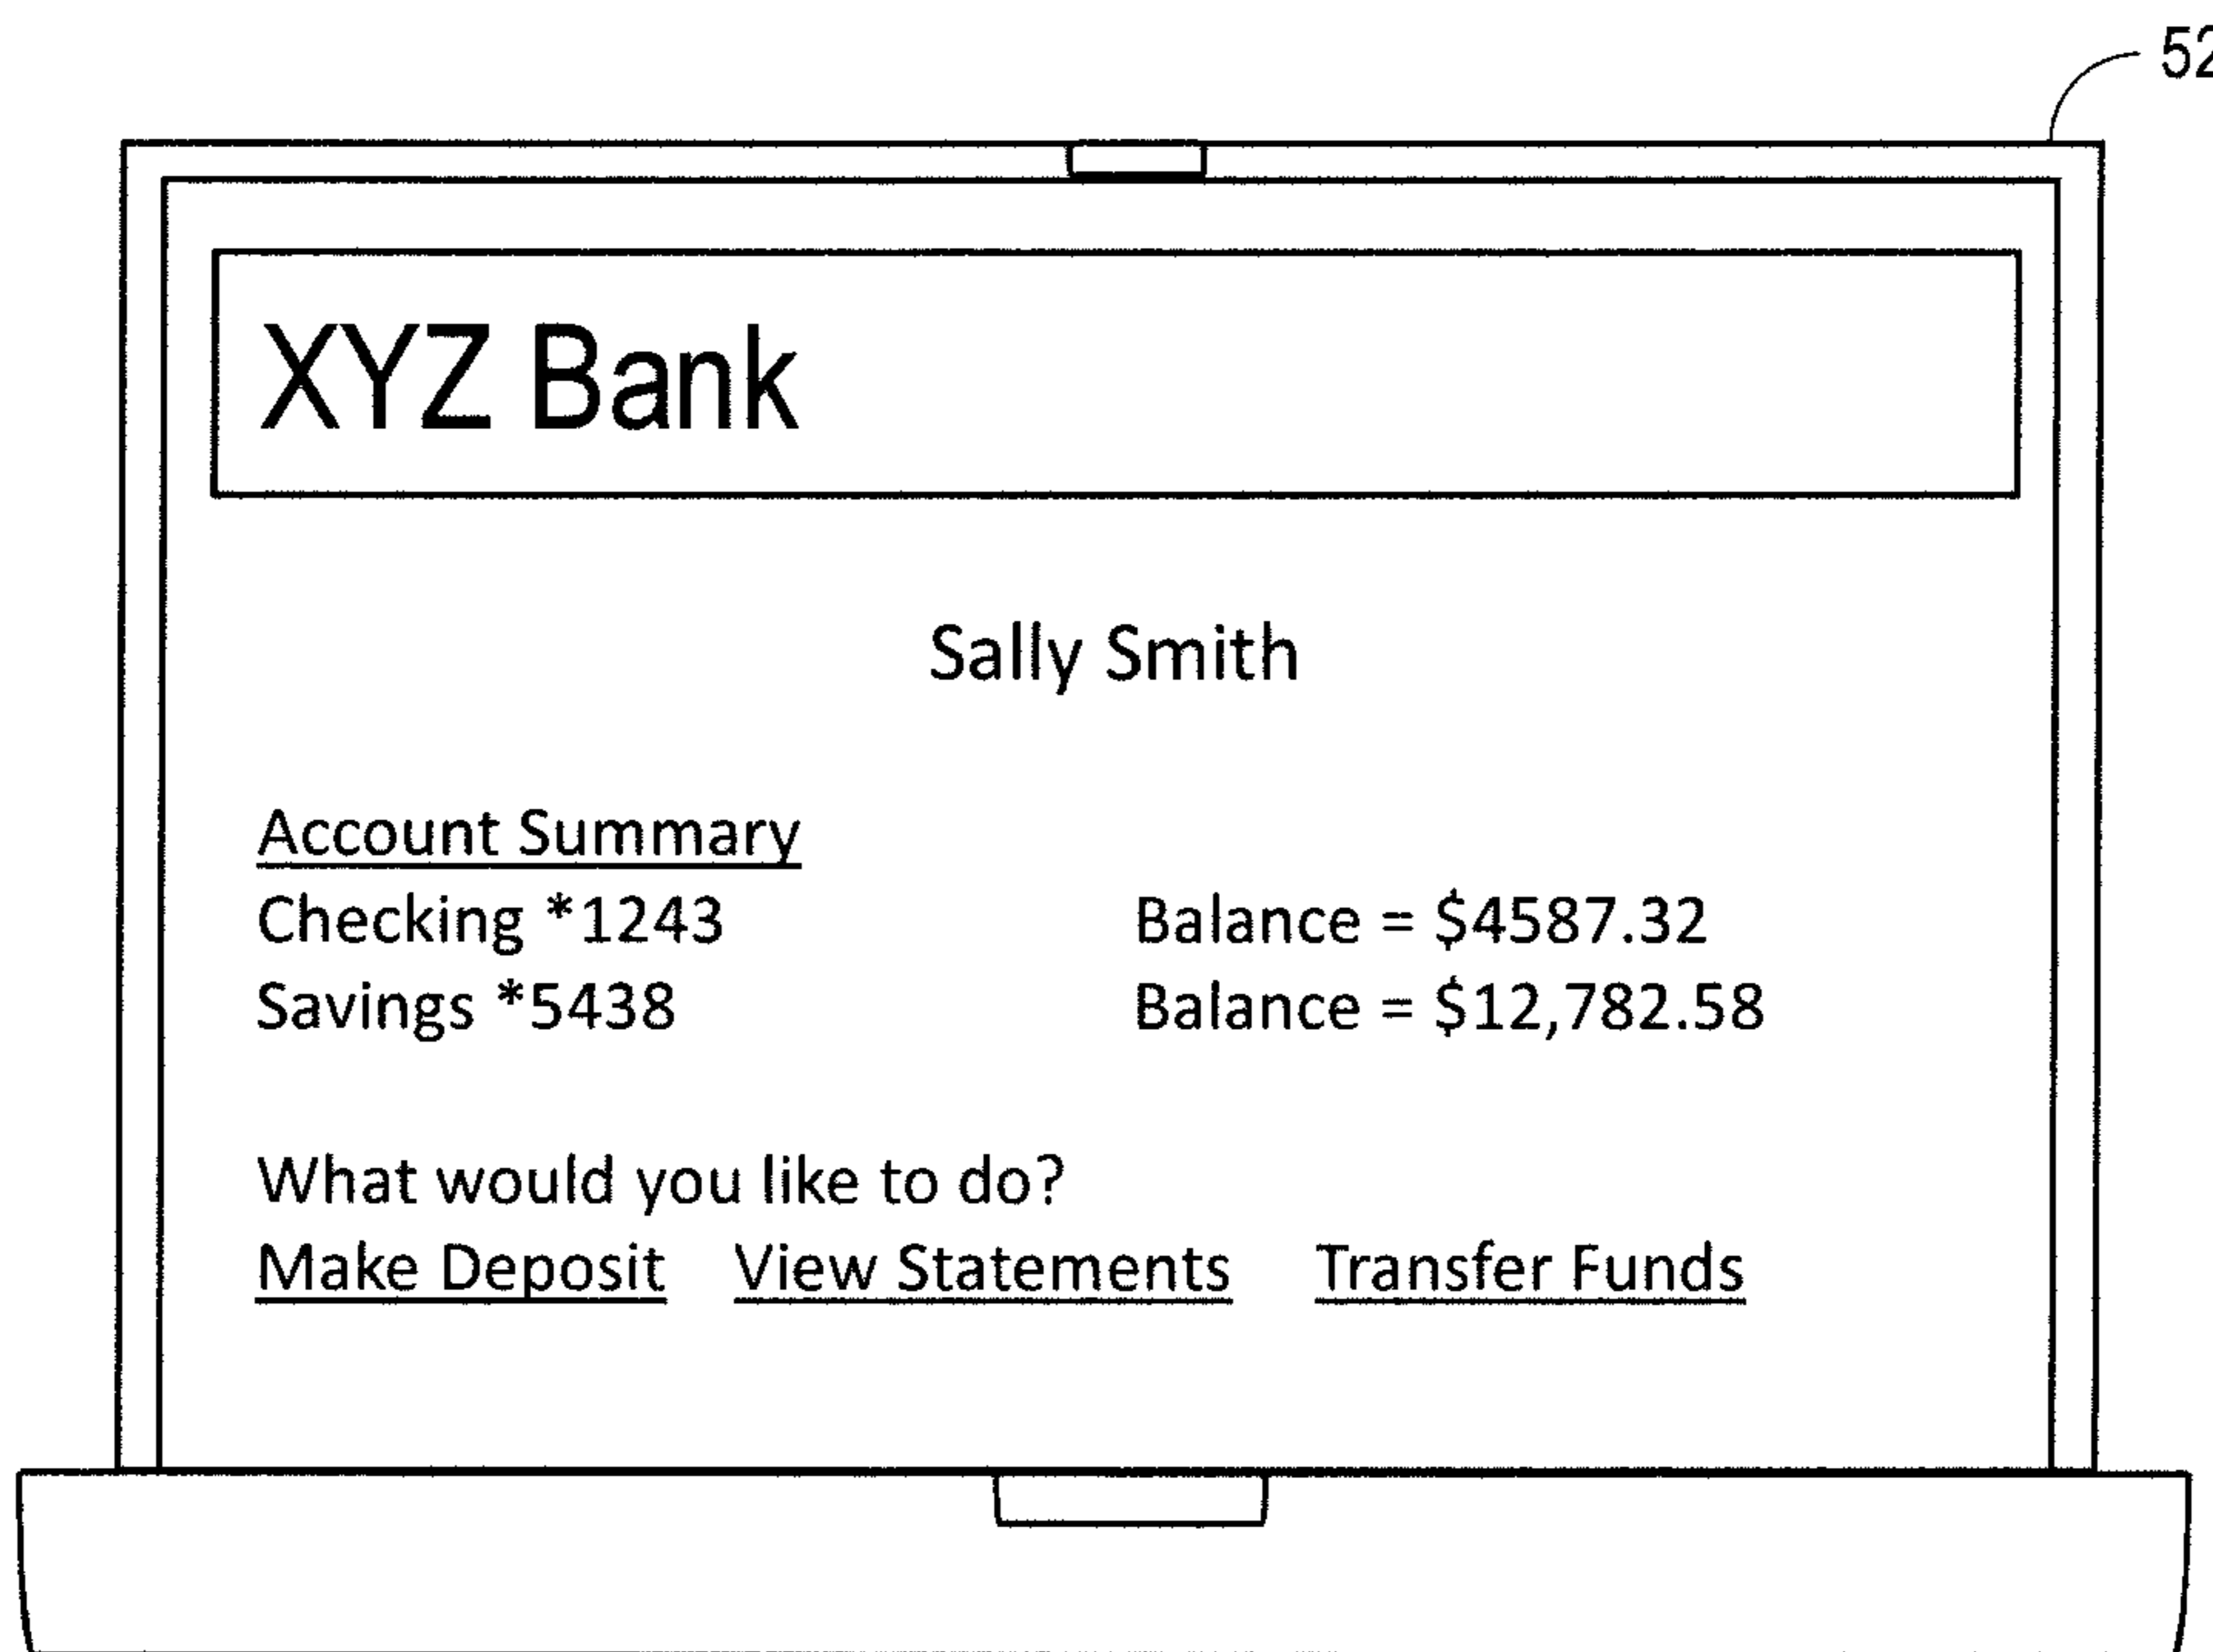 52
XYZ Bank
Sally Smith
Account Summary
Checking *1243 Balance = $4587.32
Savings *5438 Balance = $12,782.58
What would you like to do?
Make Deposit View Statements Transfer Funds